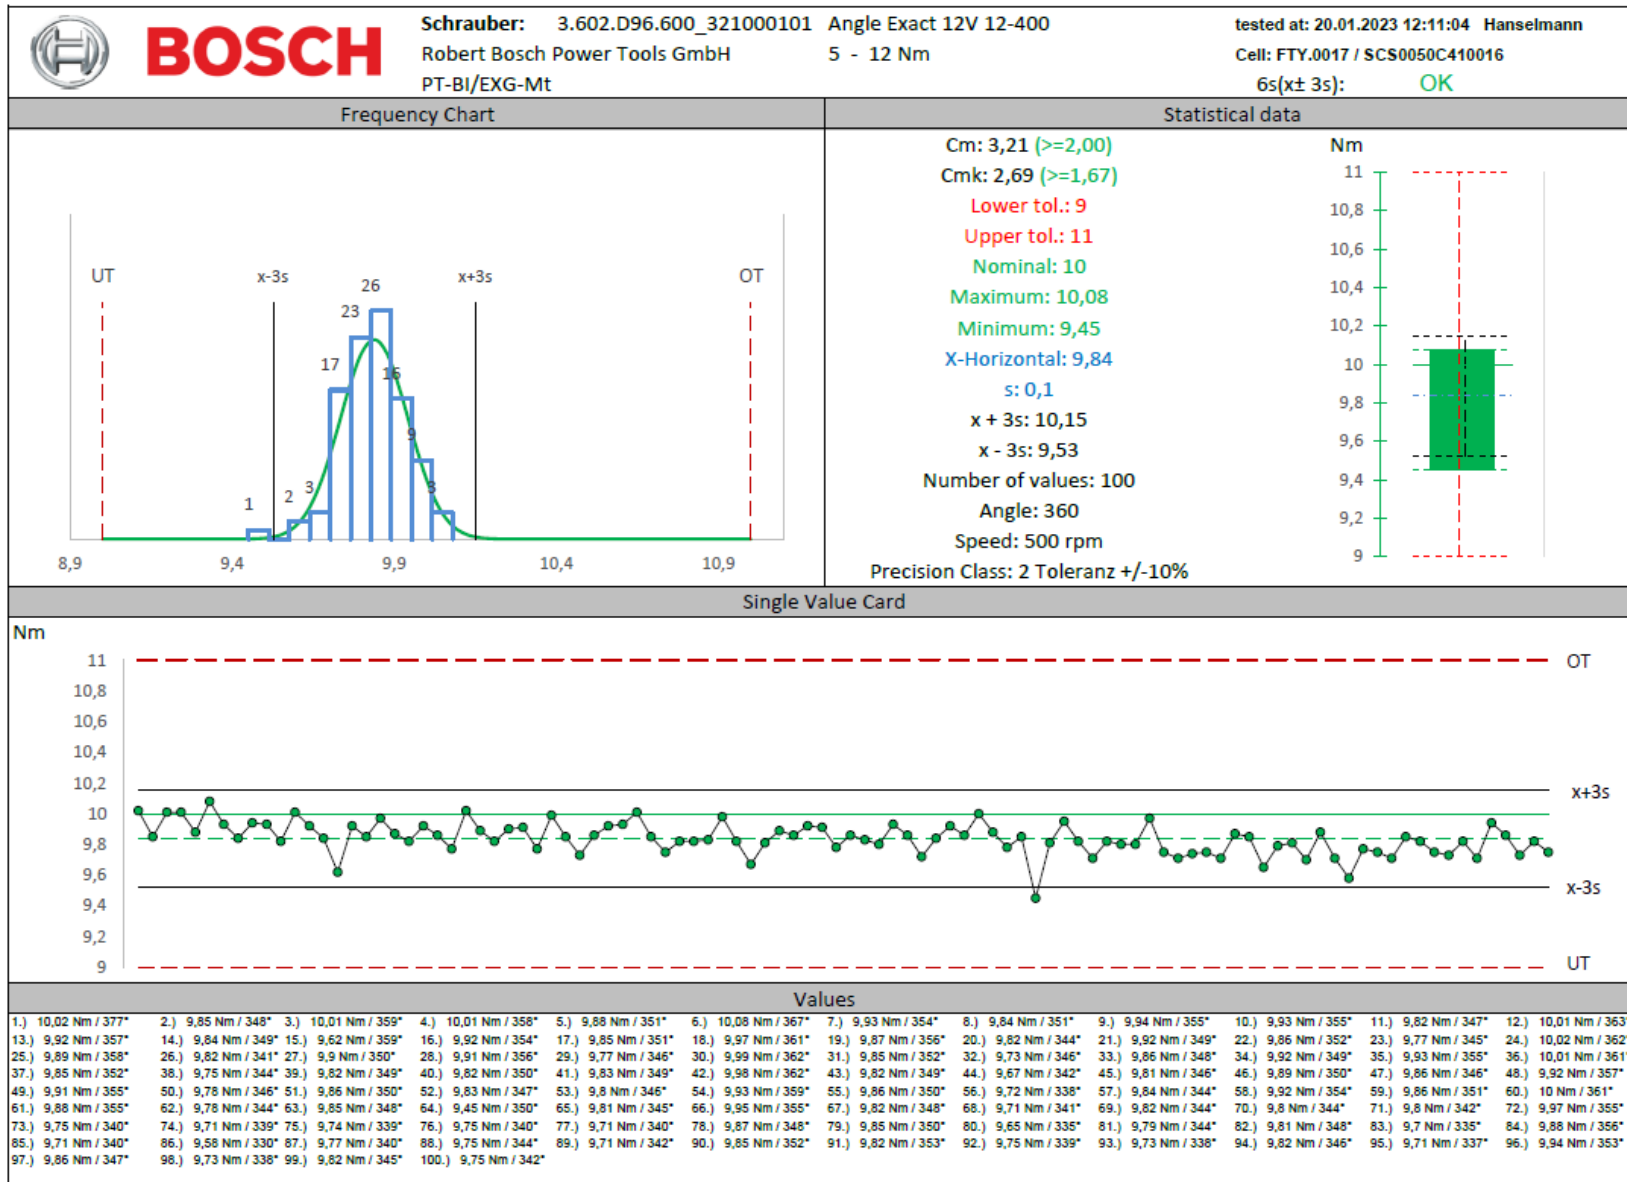 BOSCH
Schrauber: 3.602.D96.600_321000101 Angle Exact 12V 12-400
Robert Bosch Power Tools GmbH 5 - 12 Nm
PT-BI/EXG-Mt
tested at: 20.01.2023 12:11:04 Hanselmann
Cell: FTY.0017 / SCS0050C410016
6s(x± 3s): OK
Frequency Chart
UT x-3s x+3s OT
26
23
17
16
9
1 2 3 3
8,9 9,4 9,9 10,4 10,9
Statistical data
Cm: 3,21 (>=2,00)
Cmk: 2,69 (>=1,67)
Lower tol.: 9
Upper tol.: 11
Nominal: 10
Maximum: 10,08
Minimum: 9,45
X-Horizontal: 9,84
s: 0,1
x + 3s: 10,15
x - 3s: 9,53
Number of values: 100
Angle: 360
Speed: 500 rpm
Precision Class: 2 Toleranz +/-10%
Nm
11
10,8
10,6
10,4
10,2
10
9,8
9,6
9,4
9,2
9
Single Value Card
Nm
11 OT
10,8
10,6
10,4
10,2 x+3s
10
9,8
9,6 x-3s
9,4
9,2
9 UT
Values
1.) 10,02 Nm / 377° 2.) 9,85 Nm / 348° 3.) 10,01 Nm / 359° 4.) 10,01 Nm / 358° 5.) 9,88 Nm / 351° 6.) 10,08 Nm / 367° 7.) 9,93 Nm / 354° 8.) 9,84 Nm / 351° 9.) 9,94 Nm / 355° 10.) 9,93 Nm / 355° 11.) 9,82 Nm / 347° 12.) 10,01 Nm / 363°
13.) 9,92 Nm / 357° 14.) 9,84 Nm / 349° 15.) 9,62 Nm / 359° 16.) 9,92 Nm / 354° 17.) 9,85 Nm / 351° 18.) 9,97 Nm / 361° 19.) 9,87 Nm / 356° 20.) 9,82 Nm / 344° 21.) 9,92 Nm / 349° 22.) 9,86 Nm / 352° 23.) 9,77 Nm / 345° 24.) 10,02 Nm / 362°
25.) 9,89 Nm / 358° 26.) 9,82 Nm / 341° 27.) 9,9 Nm / 350° 28.) 9,91 Nm / 356° 29.) 9,77 Nm / 346° 30.) 9,99 Nm / 362° 31.) 9,85 Nm / 352° 32.) 9,73 Nm / 346° 33.) 9,86 Nm / 348° 34.) 9,92 Nm / 349° 35.) 9,93 Nm / 355° 36.) 10,01 Nm / 361°
37.) 9,85 Nm / 352° 38.) 9,75 Nm / 344° 39.) 9,82 Nm / 349° 40.) 9,82 Nm / 350° 41.) 9,83 Nm / 349° 42.) 9,98 Nm / 362° 43.) 9,82 Nm / 349° 44.) 9,67 Nm / 342° 45.) 9,81 Nm / 346° 46.) 9,89 Nm / 350° 47.) 9,86 Nm / 346° 48.) 9,92 Nm / 357°
49.) 9,91 Nm / 355° 50.) 9,78 Nm / 346° 51.) 9,86 Nm / 350° 52.) 9,83 Nm / 347° 53.) 9,8 Nm / 346° 54.) 9,93 Nm / 359° 55.) 9,86 Nm / 350° 56.) 9,72 Nm / 338° 57.) 9,84 Nm / 344° 58.) 9,92 Nm / 354° 59.) 9,86 Nm / 351° 60.) 10 Nm / 361°
61.) 9,88 Nm / 355° 62.) 9,78 Nm / 344° 63.) 9,85 Nm / 348° 64.) 9,45 Nm / 350° 65.) 9,81 Nm / 345° 66.) 9,95 Nm / 355° 67.) 9,82 Nm / 348° 68.) 9,71 Nm / 341° 69.) 9,82 Nm / 344° 70.) 9,8 Nm / 344° 71.) 9,8 Nm / 342° 72.) 9,97 Nm / 355°
73.) 9,75 Nm / 340° 74.) 9,71 Nm / 339° 75.) 9,74 Nm / 339° 76.) 9,75 Nm / 340° 77.) 9,71 Nm / 340° 78.) 9,87 Nm / 348° 79.) 9,85 Nm / 350° 80.) 9,65 Nm / 335° 81.) 9,79 Nm / 344° 82.) 9,81 Nm / 348° 83.) 9,7 Nm / 335° 84.) 9,88 Nm / 356°
85.) 9,71 Nm / 340° 86.) 9,58 Nm / 330° 87.) 9,77 Nm / 340° 88.) 9,75 Nm / 344° 89.) 9,71 Nm / 342° 90.) 9,85 Nm / 352° 91.) 9,82 Nm / 353° 92.) 9,75 Nm / 339° 93.) 9,73 Nm / 338° 94.) 9,82 Nm / 346° 95.) 9,71 Nm / 337° 96.) 9,94 Nm / 353°
97.) 9,86 Nm / 347° 98.) 9,73 Nm / 338° 99.) 9,82 Nm / 345° 100.) 9,75 Nm / 342°